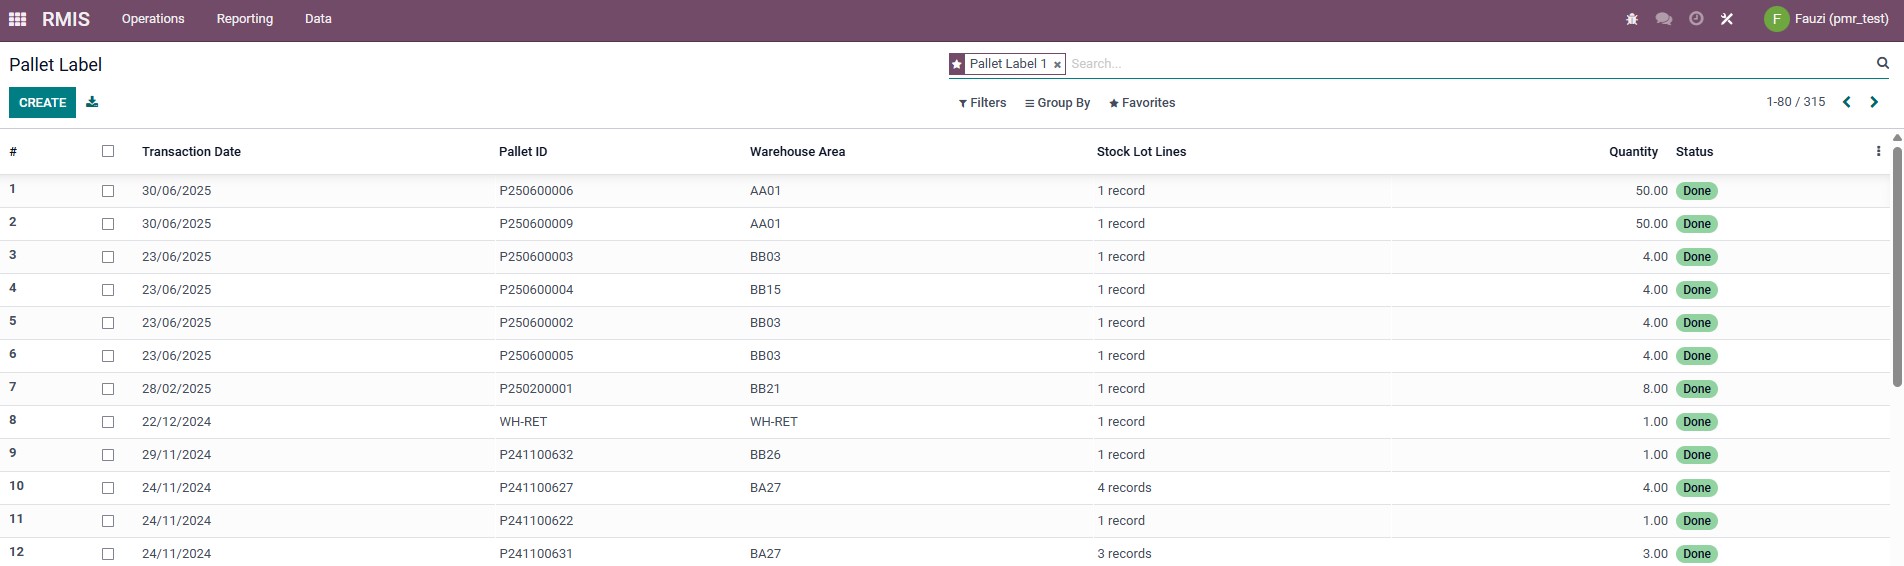 RMIS Operations Reporting Data Fauzi (pmr_test)
Pallet Label Pallet Label 1 × Search...
CREATE Filters Group By Favorites 1-80 / 315
# Transaction Date Pallet ID Warehouse Area Stock Lot Lines Quantity Status
1 30/06/2025 P250600006 AA01 1 record 50.00 Done
2 30/06/2025 P250600009 AA01 1 record 50.00 Done
3 23/06/2025 P250600003 BB03 1 record 4.00 Done
4 23/06/2025 P250600004 BB15 1 record 4.00 Done
5 23/06/2025 P250600002 BB03 1 record 4.00 Done
6 23/06/2025 P250600005 BB03 1 record 4.00 Done
7 28/02/2025 P250200001 BB21 1 record 8.00 Done
8 22/12/2024 WH-RET WH-RET 1 record 1.00 Done
9 29/11/2024 P241100632 BB26 1 record 1.00 Done
10 24/11/2024 P241100627 BA27 4 records 4.00 Done
11 24/11/2024 P241100622 1 record 1.00 Done
12 24/11/2024 P241100631 BA27 3 records 3.00 Done